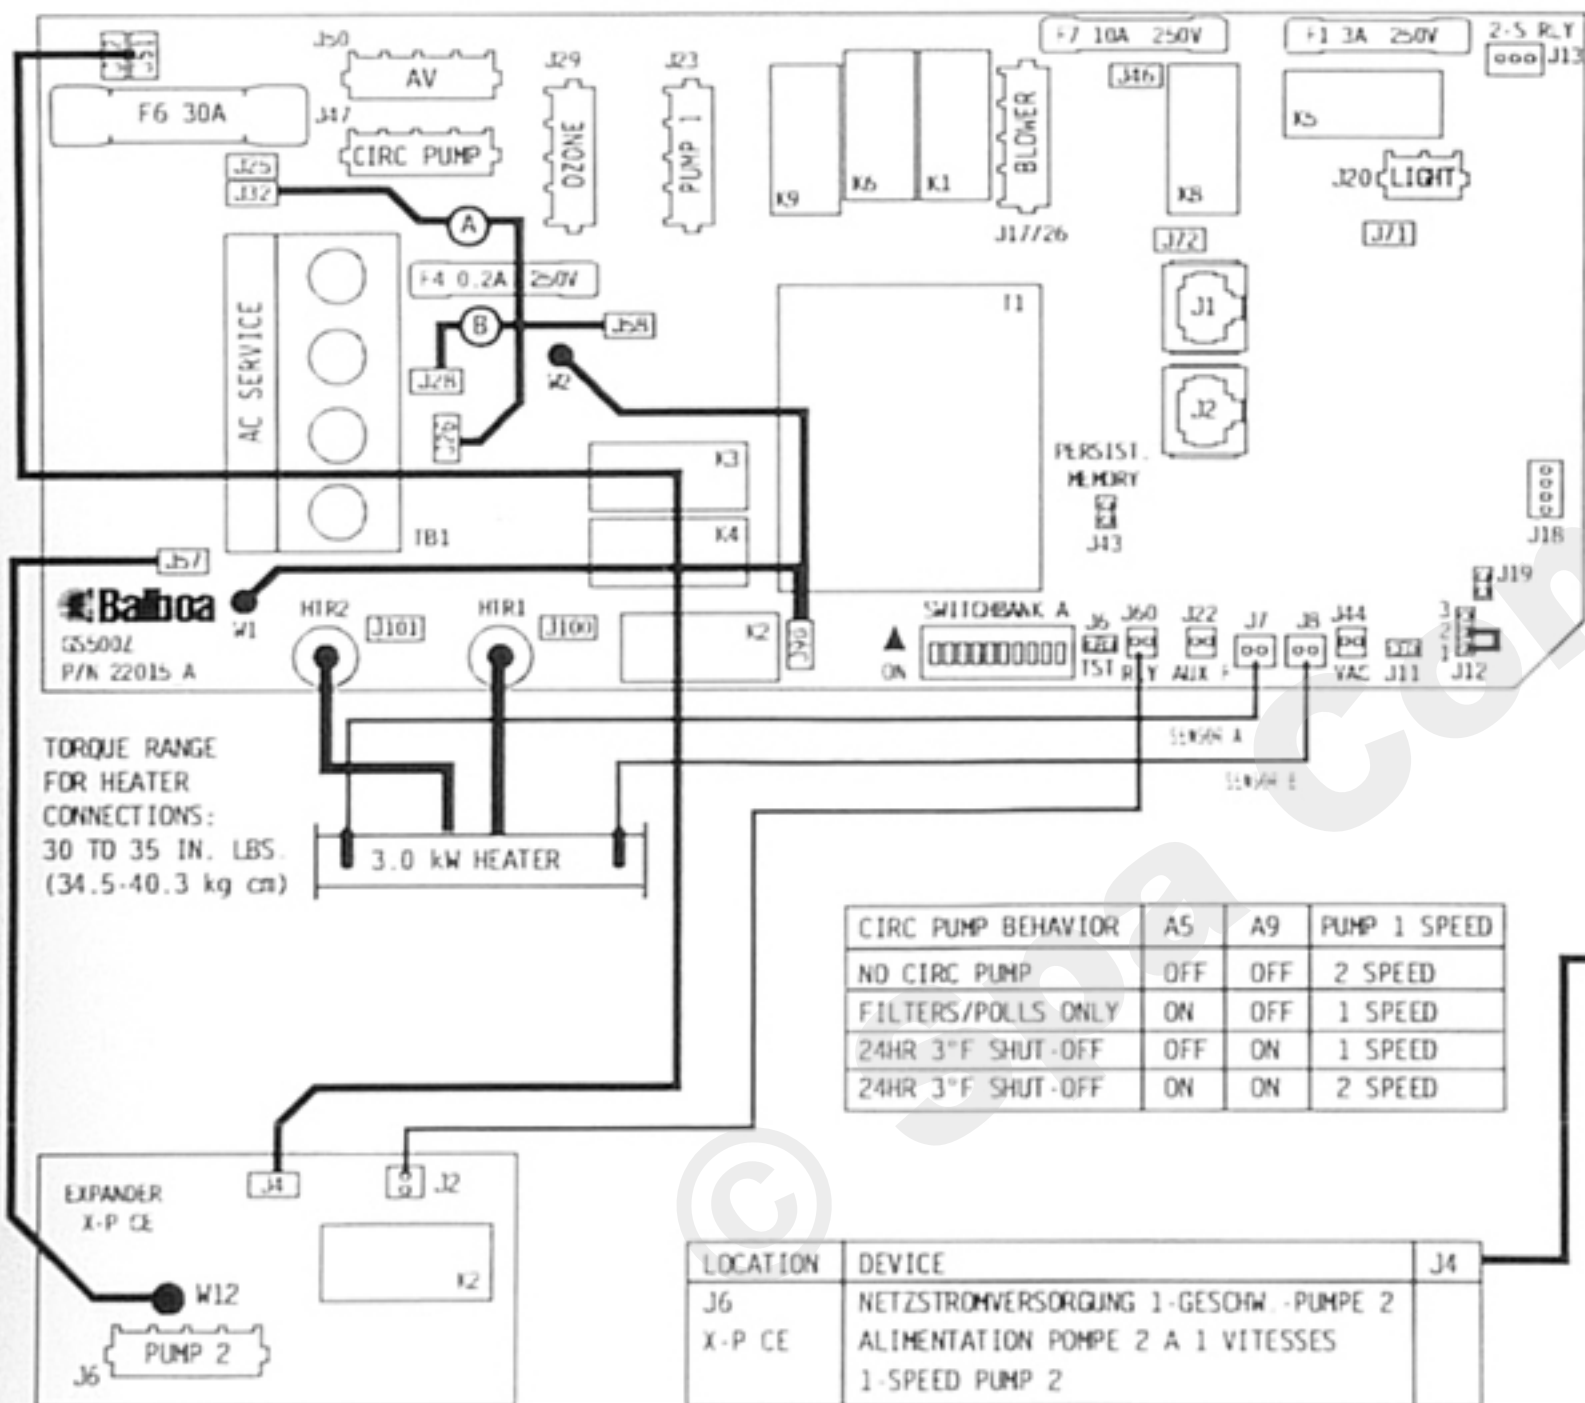 J51
J50
AV
F6 30A
J47
CIRC PUMP
J29
OZONE
J23
PUMP 1
K9
K6
K1
BLOWER
J17/26
F7 10A 250V
J46
K8
F1 3A 250V
2-S RLY
J13
K5
J20
LIGHT
J71
J72
J25
J32
A
F4 0.2A 250V
B
J58
J28
J26
W2
T1
J1
J2
AC SERVICE
TB1
K3
K4
K2
PERSIST.
MEMORY
J43
J18
J19
J57
Balboa
GS500Z
P/N 22015 A
W1
HTR2
J101
HTR1
J100
J90
ON
SWITCHBANK A
J6
TST
J60
RLY
J22
AUX F
J7
J8
J44
VAC
J11
3
2
1
J12
SENSOR A
SENSOR B
TORQUE RANGE
FOR HEATER
CONNECTIONS:
30 TO 35 IN. LBS.
(34.5-40.3 kg cm)
3.0 kW HEATER
CIRC PUMP BEHAVIOR A5 A9 PUMP 1 SPEED
NO CIRC PUMP OFF OFF 2 SPEED
FILTERS/POLLS ONLY ON OFF 1 SPEED
24HR 3°F SHUT-OFF OFF ON 1 SPEED
24HR 3°F SHUT-OFF ON ON 2 SPEED
EXPANDER
X-P CE
J4
J2
K2
W12
PUMP 2
J6
LOCATION DEVICE J4
J6 NETZSTROMVERSORGUNG 1-GESCHW.-PUMPE 2
X-P CE ALIMENTATION POMPE 2 A 1 VITESSES
1-SPEED PUMP 2
© Spa Con